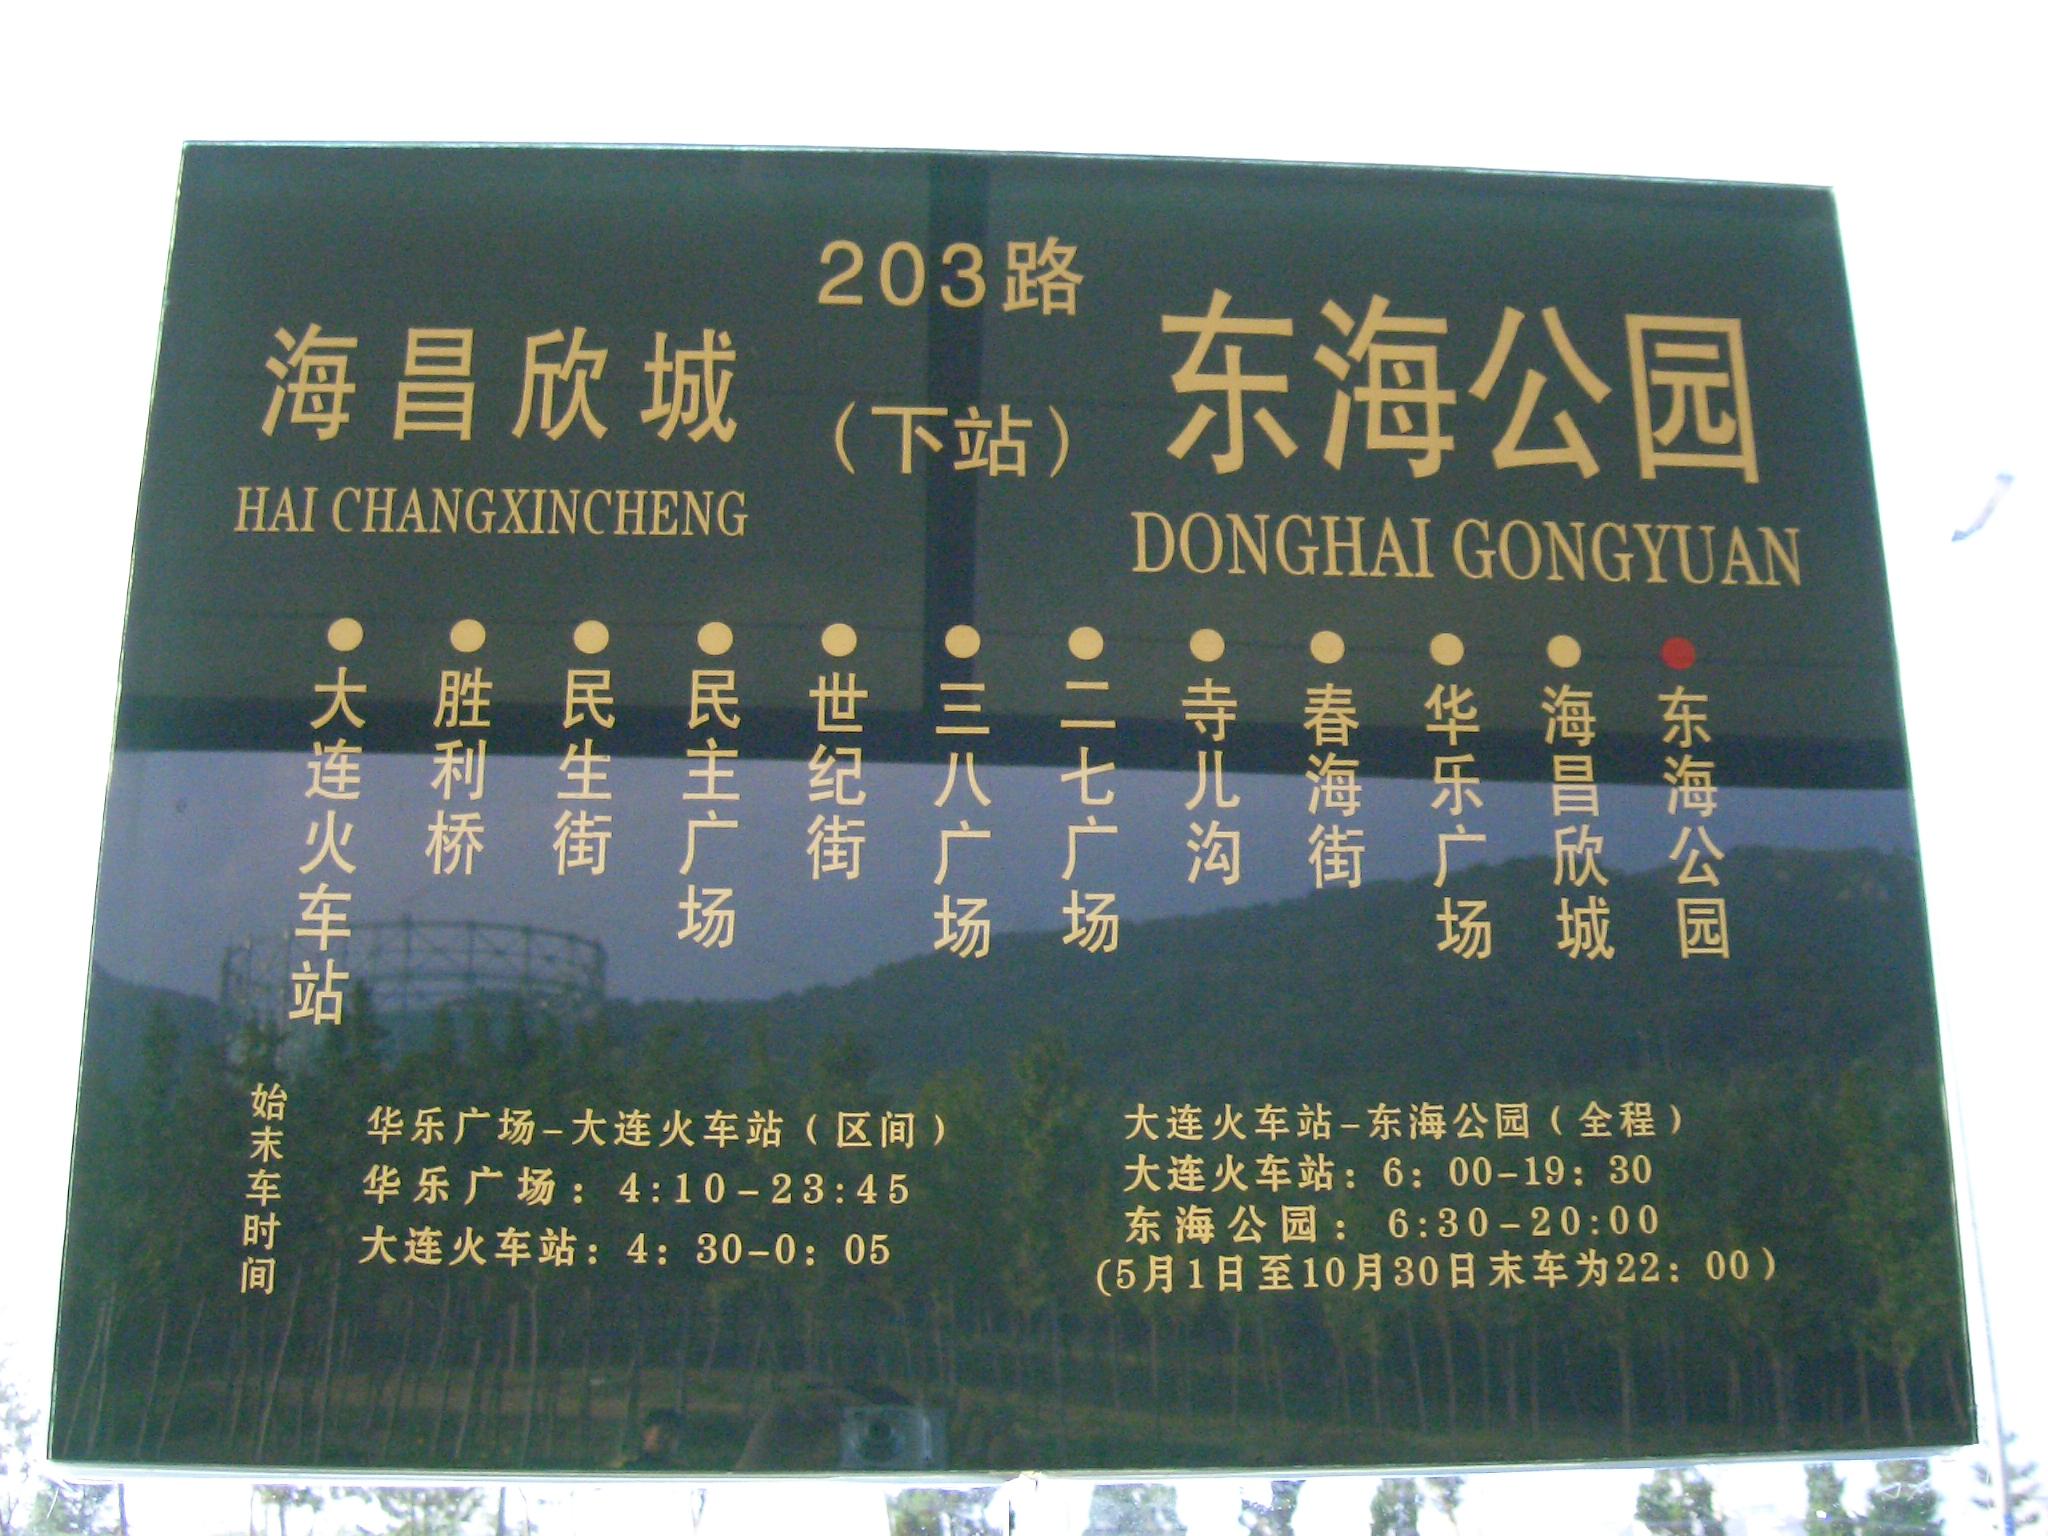 203路
海昌欣城
(下站)
东海公园
HAI CHANGXINCHENG
DONGHAI GONGYUAN
大连火车站
胜利桥
民生街
民主广场
世纪街
三八广场
二七广场
寺儿沟
春海街
华乐广场
海昌欣城
东海公园
始末车时间
华乐广场-大连火车站(区间)
华乐广场: 4:10-23:45
大连火车站: 4: 30-0: 05
大连火车站-东海公园(全程)
大连火车站: 6: 00-19: 30
东海公园: 6:30-20:00
(5月1日至10月30日末车为22: 00)